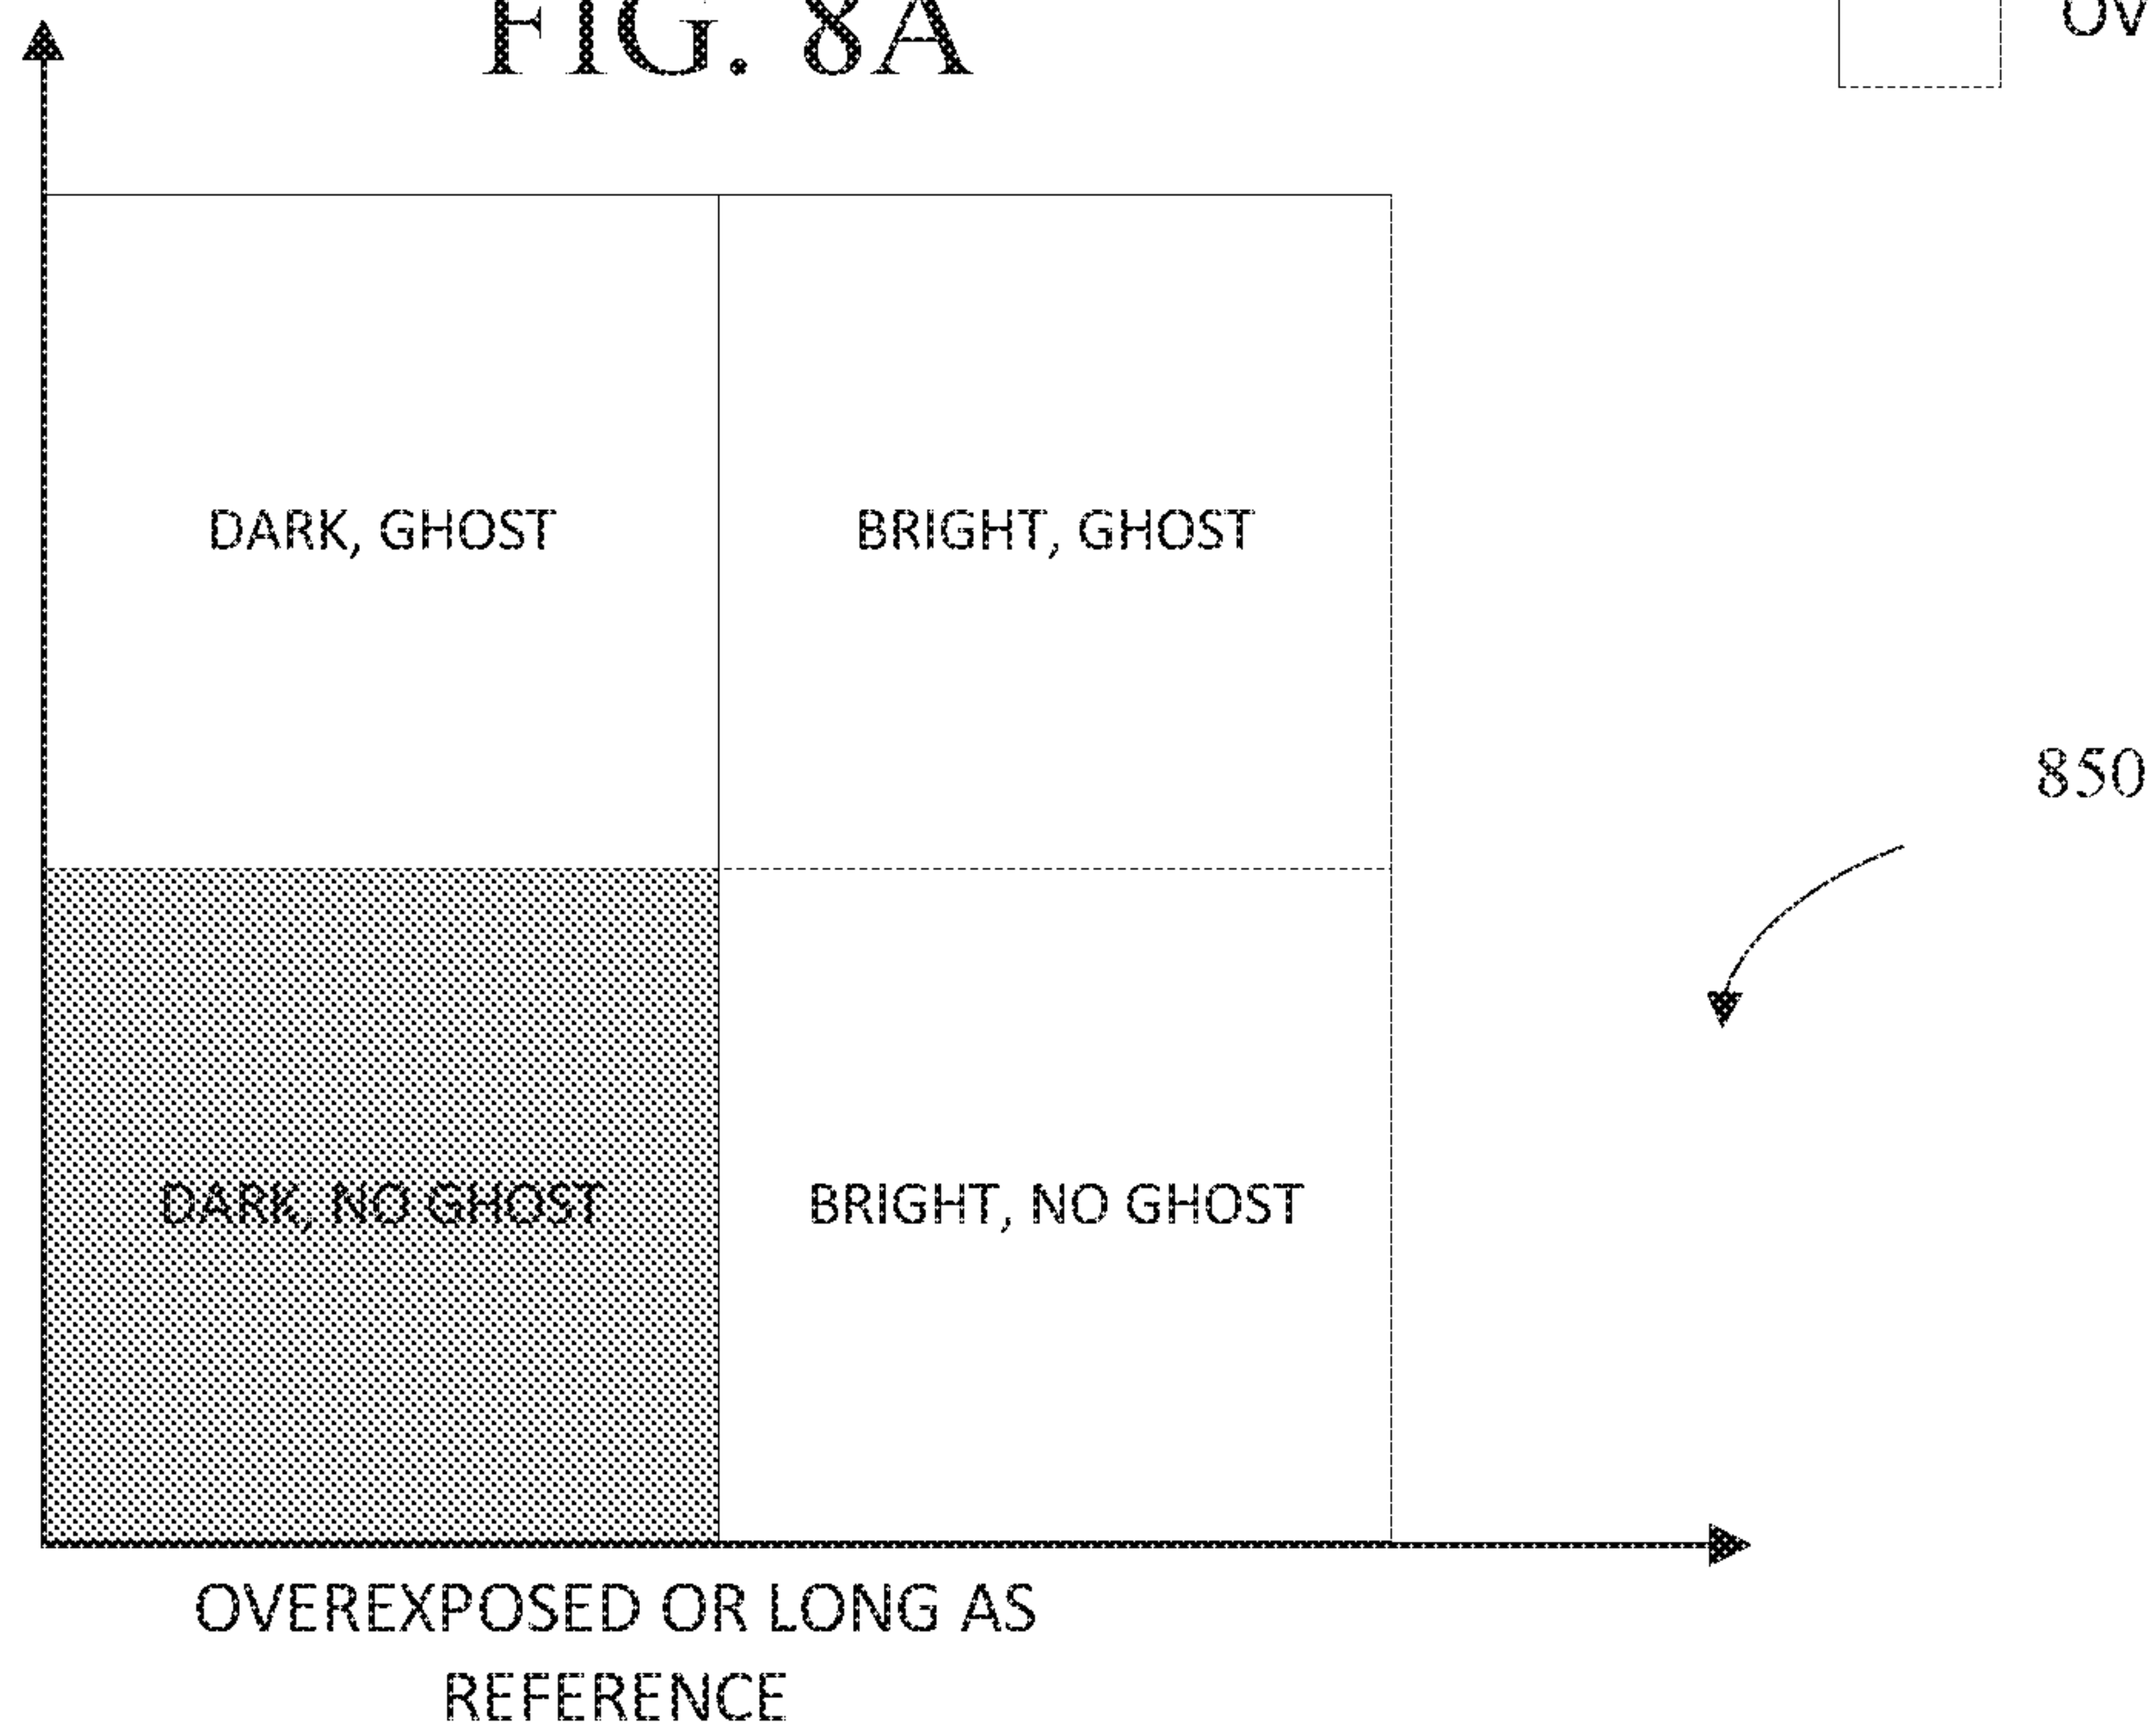 FIG. 8A
OV
DARK, GHOST
BRIGHT, GHOST
850
DARK, NO GHOST
BRIGHT, NO GHOST
OVEREXPOSED OR LONG AS
REFERENCE